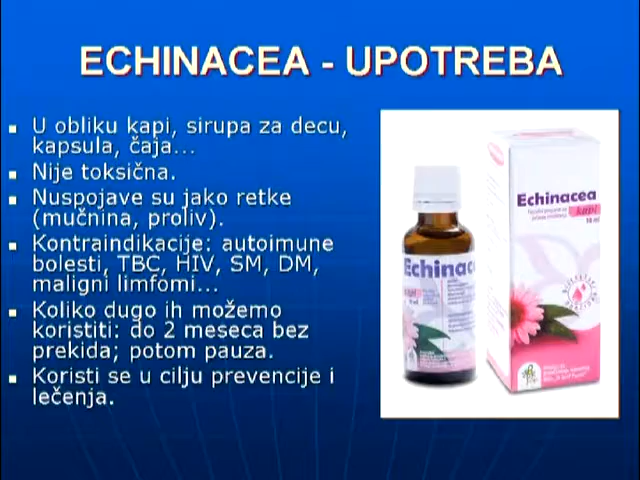 ECHINACEA - UPOTREBA
U obliku kapi, sirupa za decu,
kapsula, čaja...
Nije toksična.
Nuspojave su jako retke
(mučnina, proliv).
Kontraindikacije: autoimune
bolesti, TBC, HIV, SM, DM,
maligni limfomi...
Koliko dugo ih možemo
koristiti: do 2 meseca bez
prekida; potom pauza.
Koristi se u cilju prevencije i
lečenja.
Echinacea
kapi
Echinacea